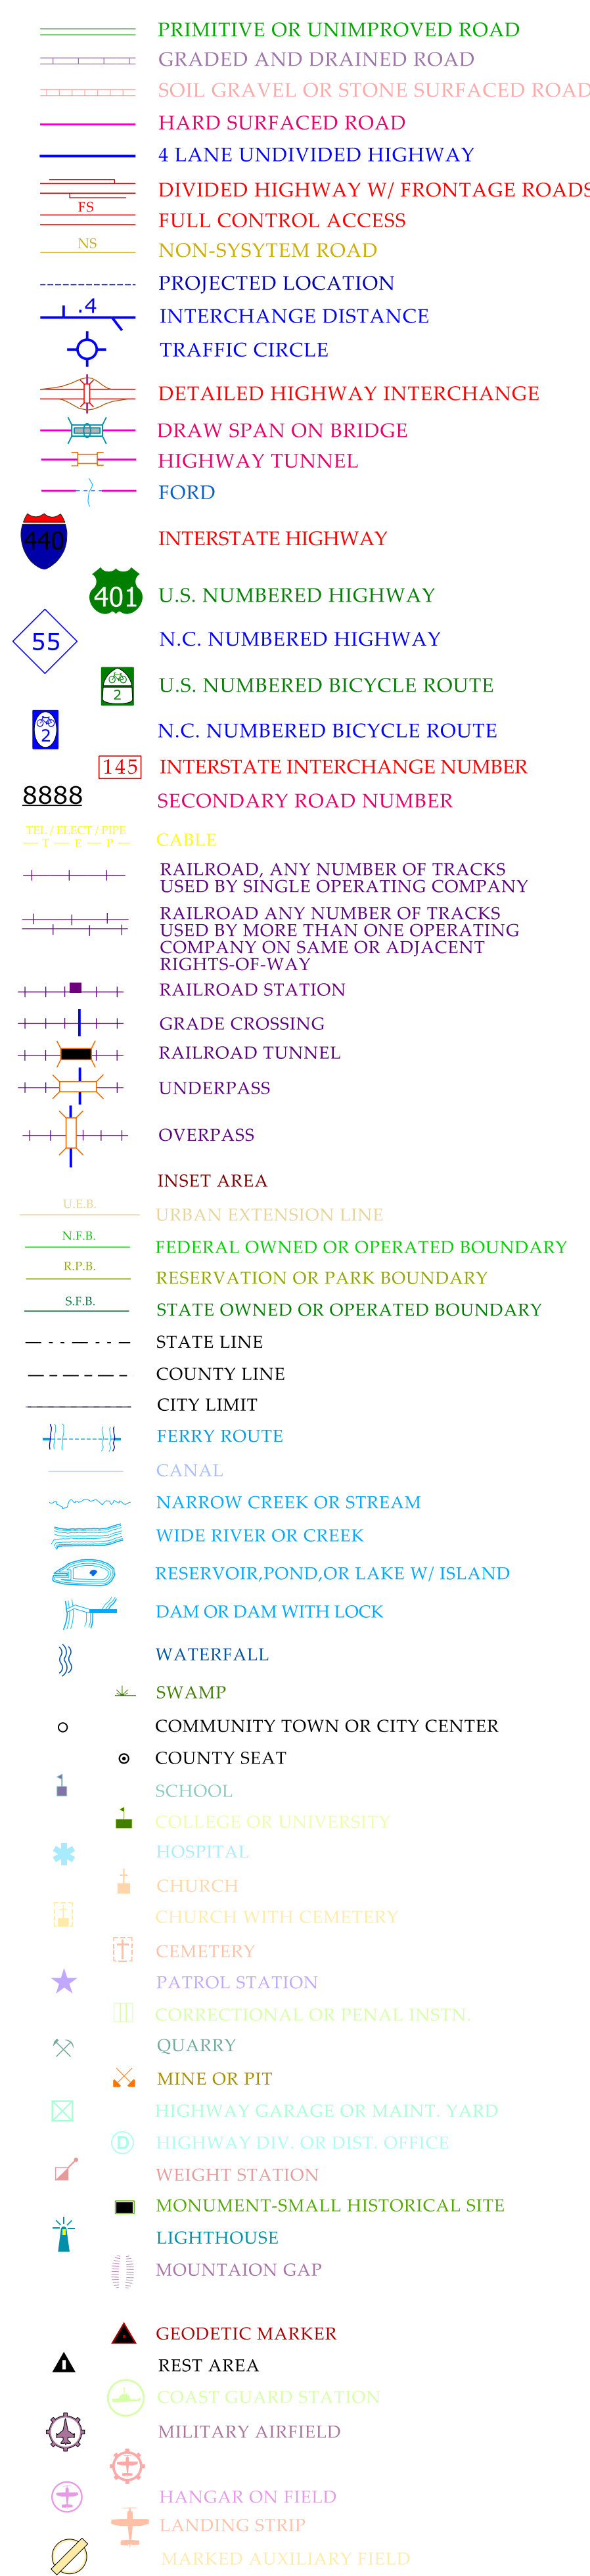 PRIMITIVE OR UNIMPROVED ROAD
GRADED AND DRAINED ROAD
SOIL GRAVEL OR STONE SURFACED ROAD
HARD SURFACED ROAD
4 LANE UNDIVIDED HIGHWAY
DIVIDED HIGHWAY W/ FRONTAGE ROADS
FS
FULL CONTROL ACCESS
NS
NON-SYSYTEM ROAD
PROJECTED LOCATION
.4
INTERCHANGE DISTANCE
TRAFFIC CIRCLE
DETAILED HIGHWAY INTERCHANGE
DRAW SPAN ON BRIDGE
HIGHWAY TUNNEL
FORD
440
INTERSTATE HIGHWAY
401
U.S. NUMBERED HIGHWAY
55
N.C. NUMBERED HIGHWAY
2
U.S. NUMBERED BICYCLE ROUTE
2
N.C. NUMBERED BICYCLE ROUTE
145
INTERSTATE INTERCHANGE NUMBER
8888
SECONDARY ROAD NUMBER
TEL / ELECT / PIPE
T E P
CABLE
RAILROAD, ANY NUMBER OF TRACKS
USED BY SINGLE OPERATING COMPANY
RAILROAD ANY NUMBER OF TRACKS
USED BY MORE THAN ONE OPERATING
COMPANY ON SAME OR ADJACENT
RIGHTS-OF-WAY
RAILROAD STATION
GRADE CROSSING
RAILROAD TUNNEL
UNDERPASS
OVERPASS
INSET AREA
U.E.B.
URBAN EXTENSION LINE
N.F.B.
FEDERAL OWNED OR OPERATED BOUNDARY
R.P.B.
RESERVATION OR PARK BOUNDARY
S.F.B.
STATE OWNED OR OPERATED BOUNDARY
STATE LINE
COUNTY LINE
CITY LIMIT
FERRY ROUTE
CANAL
NARROW CREEK OR STREAM
WIDE RIVER OR CREEK
RESERVOIR,POND,OR LAKE W/ ISLAND
DAM OR DAM WITH LOCK
WATERFALL
SWAMP
COMMUNITY TOWN OR CITY CENTER
COUNTY SEAT
SCHOOL
COLLEGE OR UNIVERSITY
HOSPITAL
CHURCH
CHURCH WITH CEMETERY
CEMETERY
PATROL STATION
CORRECTIONAL OR PENAL INSTN.
QUARRY
MINE OR PIT
HIGHWAY GARAGE OR MAINT. YARD
D
HIGHWAY DIV. OR DIST. OFFICE
WEIGHT STATION
MONUMENT-SMALL HISTORICAL SITE
LIGHTHOUSE
MOUNTAION GAP
GEODETIC MARKER
REST AREA
COAST GUARD STATION
MILITARY AIRFIELD
HANGAR ON FIELD
LANDING STRIP
MARKED AUXILIARY FIELD